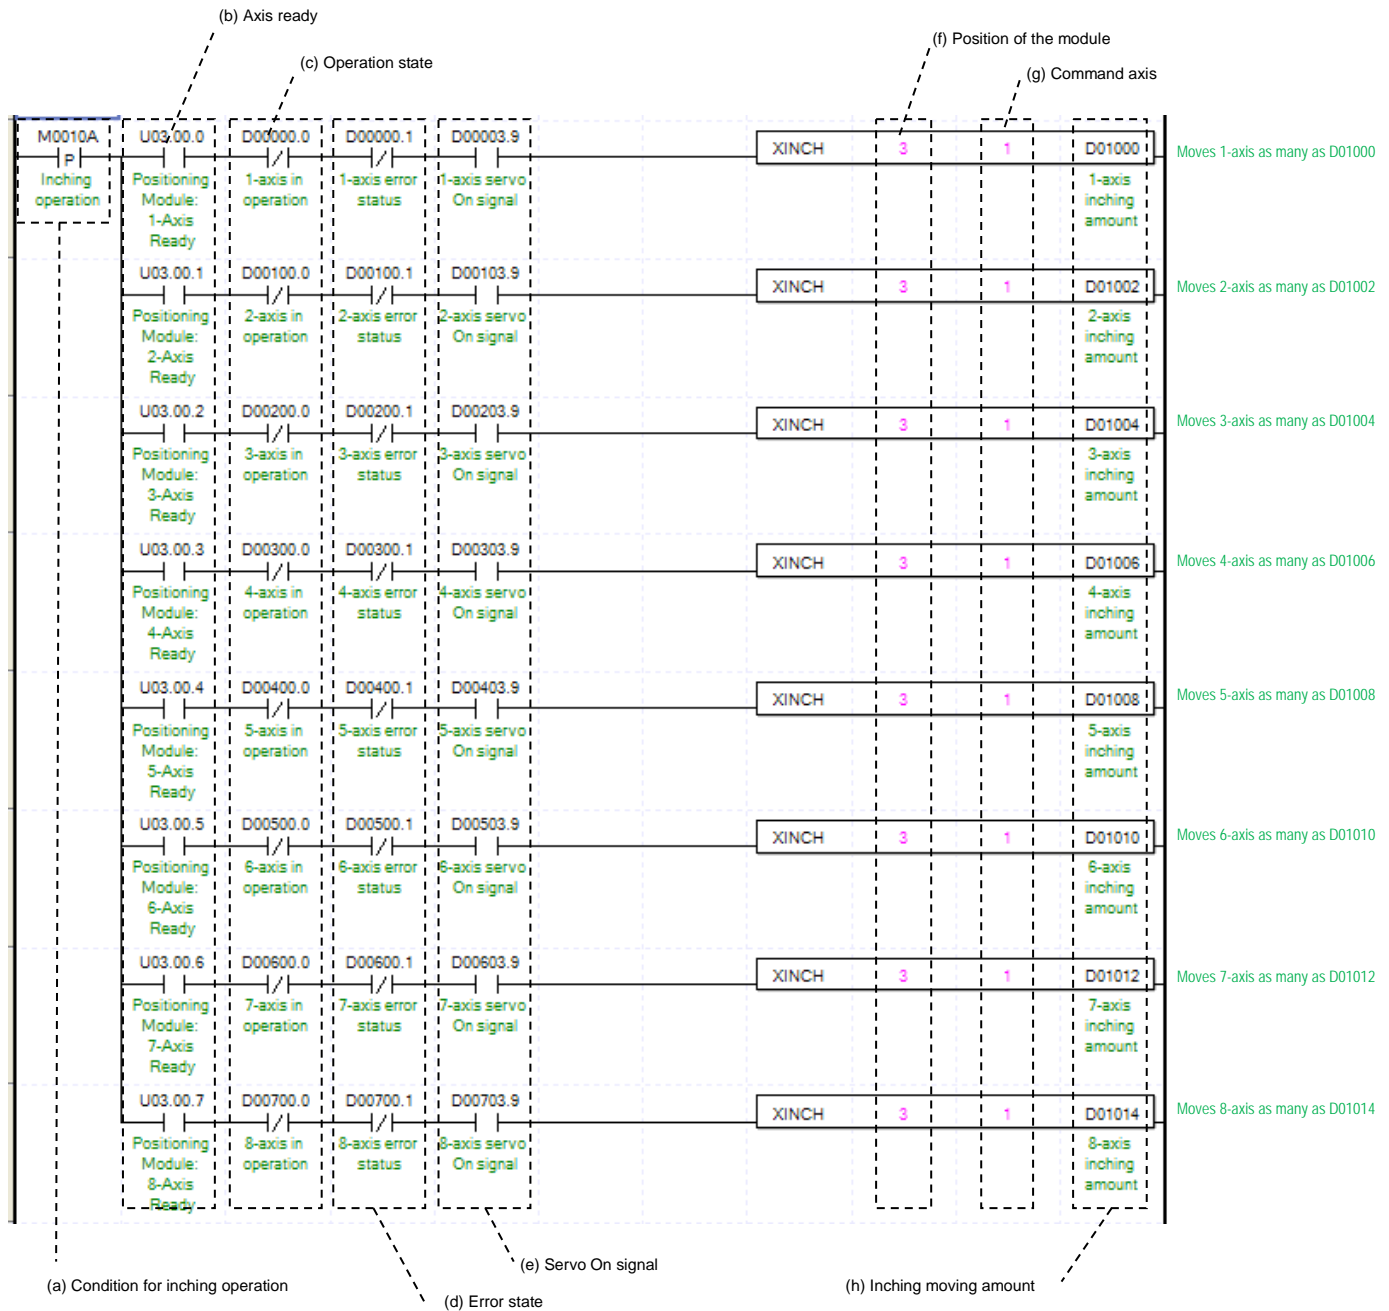 (b) Axis ready
(c) Operation state
(f) Position of the module
(g) Command axis
M0010A U03.00.0 D00000.0 D00000.1 D00003.9
P
XINCH 3 1 D01000
Moves 1-axis as many as D01000
Inching Positioning 1-axis in 1-axis error 1-axis servo 1-axis
operation Module: operation status On signal inching
1-Axis amount
Ready
U03.00.1 D00100.0 D00100.1 D00103.9
XINCH 3 1 D01002
Moves 2-axis as many as D01002
Positioning 2-axis in 2-axis error 2-axis servo 2-axis
Module: operation status On signal inching
2-Axis amount
Ready
U03.00.2 D00200.0 D00200.1 D00203.9
XINCH 3 1 D01004
Moves 3-axis as many as D01004
Positioning 3-axis in 3-axis error 3-axis servo 3-axis
Module: operation status On signal inching
3-Axis amount
Ready
U03.00.3 D00300.0 D00300.1 D00303.9
XINCH 3 1 D01006
Moves 4-axis as many as D01006
Positioning 4-axis in 4-axis error 4-axis servo 4-axis
Module: operation status On signal inching
4-Axis amount
Ready
U03.00.4 D00400.0 D00400.1 D00403.9
XINCH 3 1 D01008
Moves 5-axis as many as D01008
Positioning 5-axis in 5-axis error 5-axis servo 5-axis
Module: operation status On signal inching
5-Axis amount
Ready
U03.00.5 D00500.0 D00500.1 D00503.9
XINCH 3 1 D01010
Moves 6-axis as many as D01010
Positioning 6-axis in 6-axis error 6-axis servo 6-axis
Module: operation status On signal inching
6-Axis amount
Ready
U03.00.6 D00600.0 D00600.1 D00603.9
XINCH 3 1 D01012
Moves 7-axis as many as D01012
Positioning 7-axis in 7-axis error 7-axis servo 7-axis
Module: operation status On signal inching
7-Axis amount
Ready
U03.00.7 D00700.0 D00700.1 D00703.9
XINCH 3 1 D01014
Moves 8-axis as many as D01014
Positioning 8-axis in 8-axis error 8-axis servo 8-axis
Module: operation status On signal inching
8-Axis amount
Ready
(e) Servo On signal
(a) Condition for inching operation
(h) Inching moving amount
(d) Error state